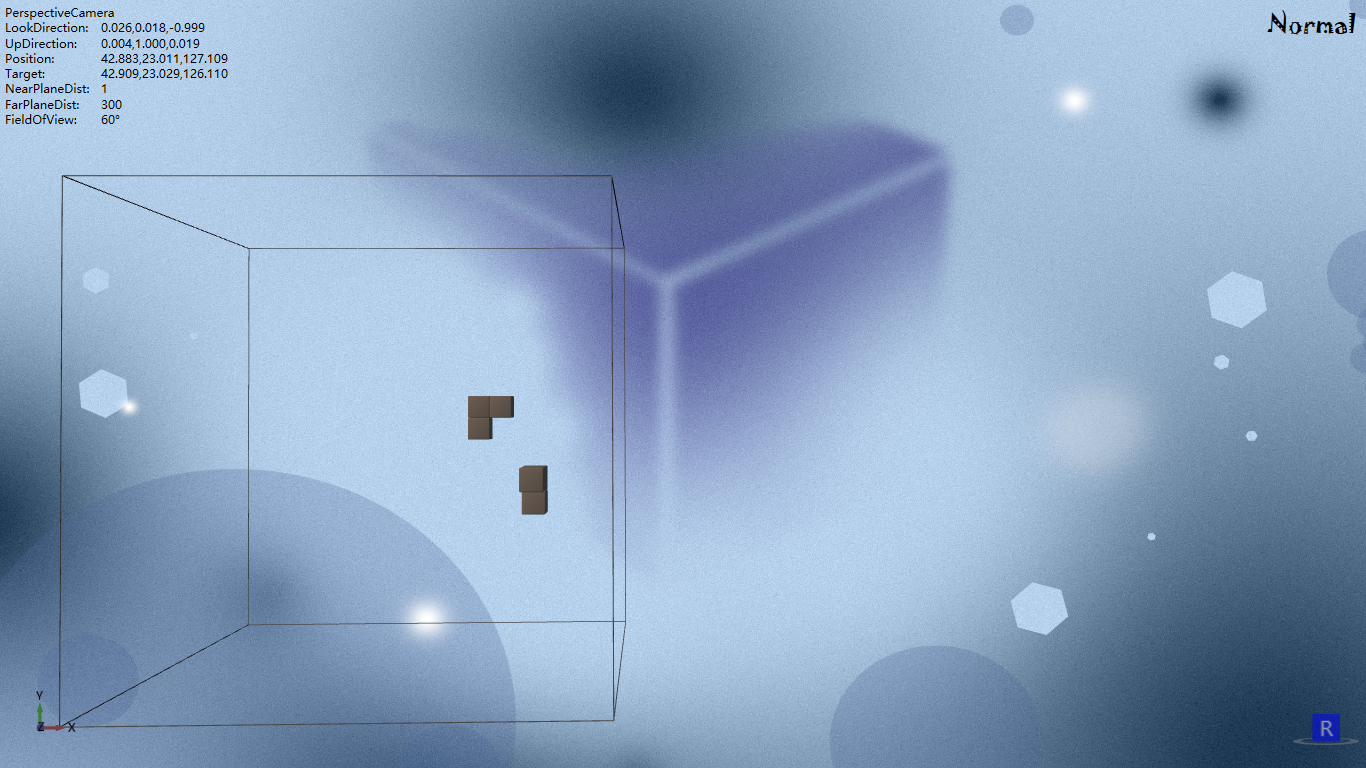 PerspectiveCamera
LookDirection: 0.026,0.018,-0.999
UpDirection: 0.004,1.000,0.019
Position: 42.883,23.011,127.109
Target: 42.909,23.029,126.110
NearPlaneDist: 1
FarPlaneDist: 300
FieldOfView: 60°
Normal
Y
Z X
R